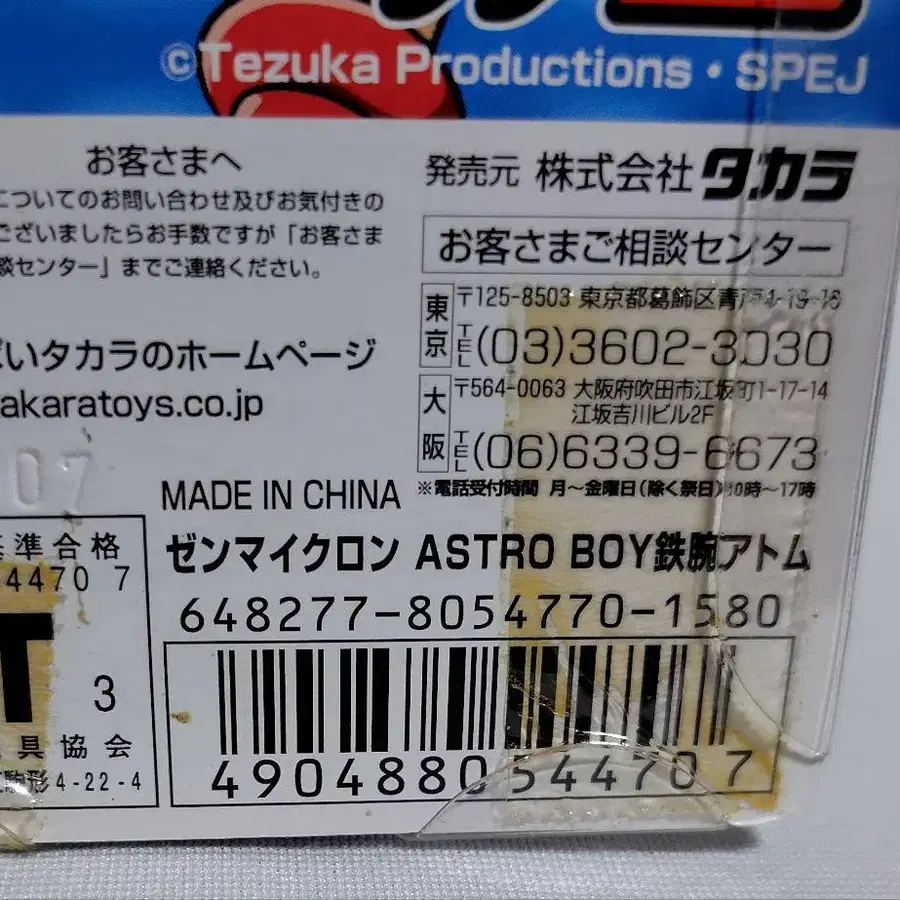 ©Tezuka Productions・SPEJ
お客さまへ
についてのお問い合わせ及びお気付きの
ございましたらお手数ですが「お客さま
談センター」までご連絡ください。
ぱいタカラのホームページ
akaratoys.co.jp
07
発売元 株式会社タカラ
お客さまご相談センター
東京 〒125-8503 東京都葛飾区青戸4-19-16
TEL(03)3602-3030
大阪 〒564-0063 大阪府吹田市江坂町1-17-14
江坂吉川ビル2F
TEL(06)6339-6673
※電話受付時間 月〜金曜日(除く祭日)10時〜17時
MADE IN CHINA
ゼンマイクロン ASTRO BOY鉄腕アトム
648277-8054770-1580
4904880544707
準合格
4470 7
T 3
具協会
駒形4-22-4